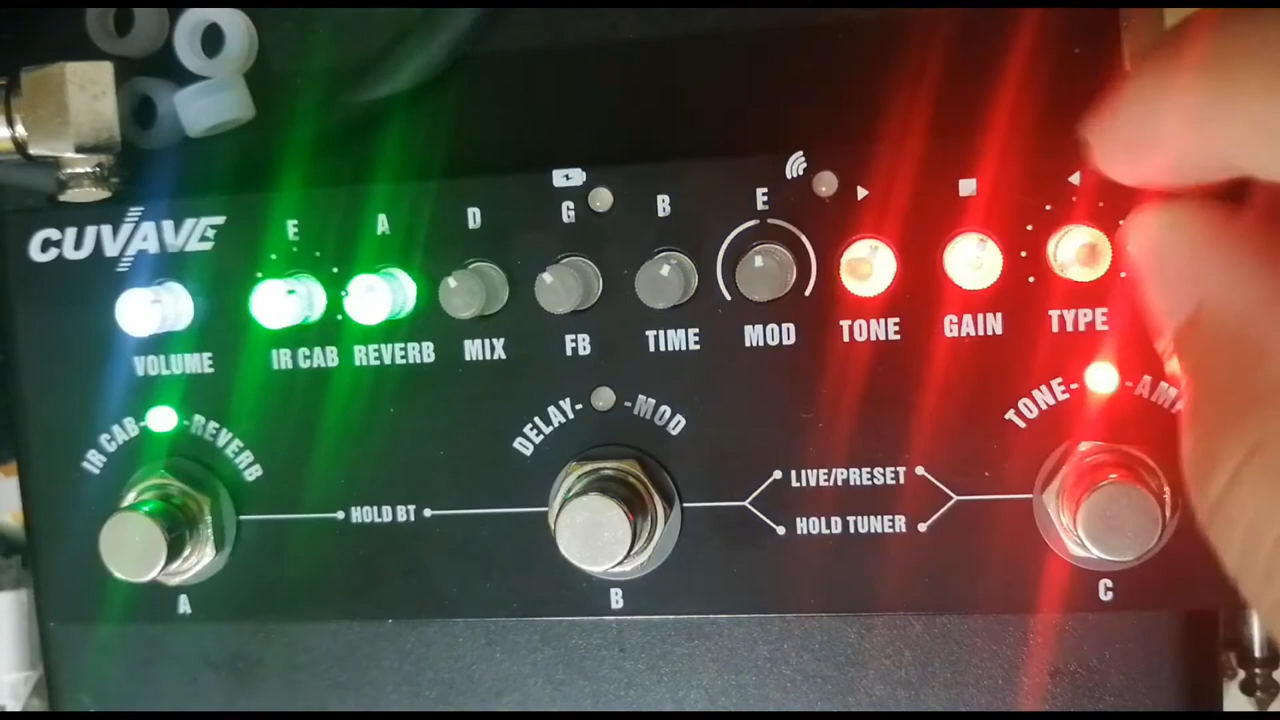 CUVAVE
E A D G B E
VOLUME IR CAB REVERB MIX FB TIME MOD TONE GAIN TYPE
IR CAB-REVERB
DELAY-MOD
TONE-AM
LIVE/PRESET
HOLD BT
HOLD TUNER
A B C